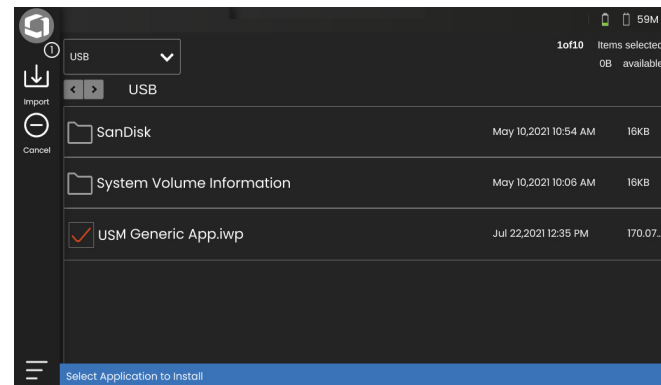 59M
1
USB
1of10 Items selected
0B available
Import
USB
Cancel
SanDisk May 10,2021 10:54 AM 16KB
System Volume Information May 10,2021 10:06 AM 16KB
USM Generic App.iwp Jul 22,2021 12:35 PM 170.07..
Select Application to Install